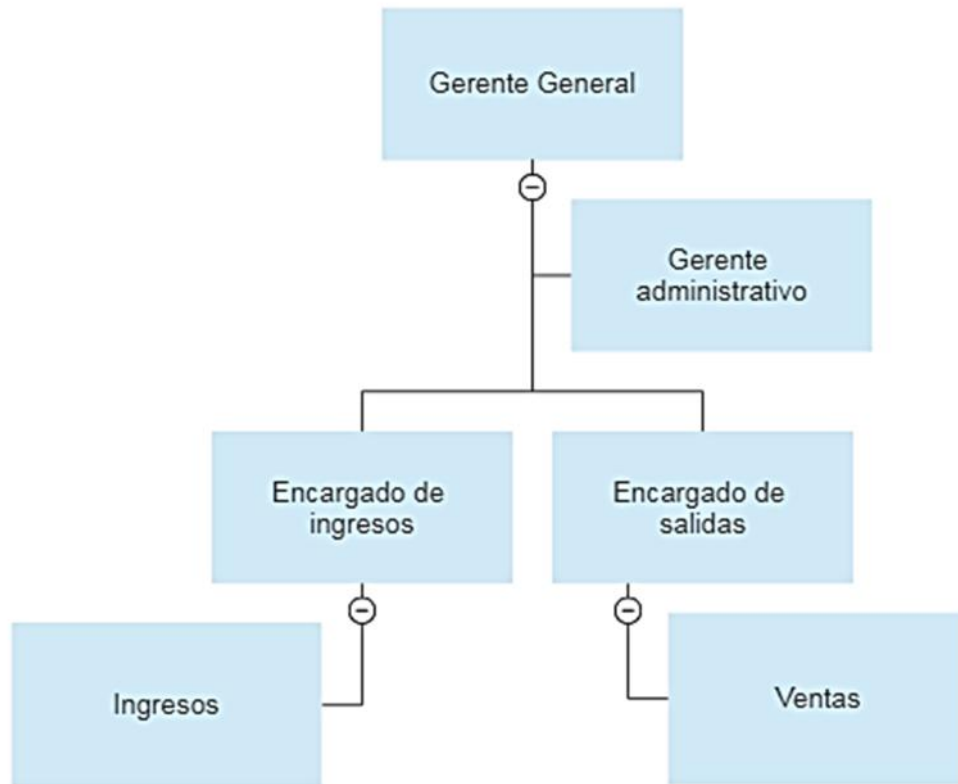 Gerente General
Gerente
administrativo
Encargado de
ingresos
Encargado de
salidas
Ingresos
Ventas